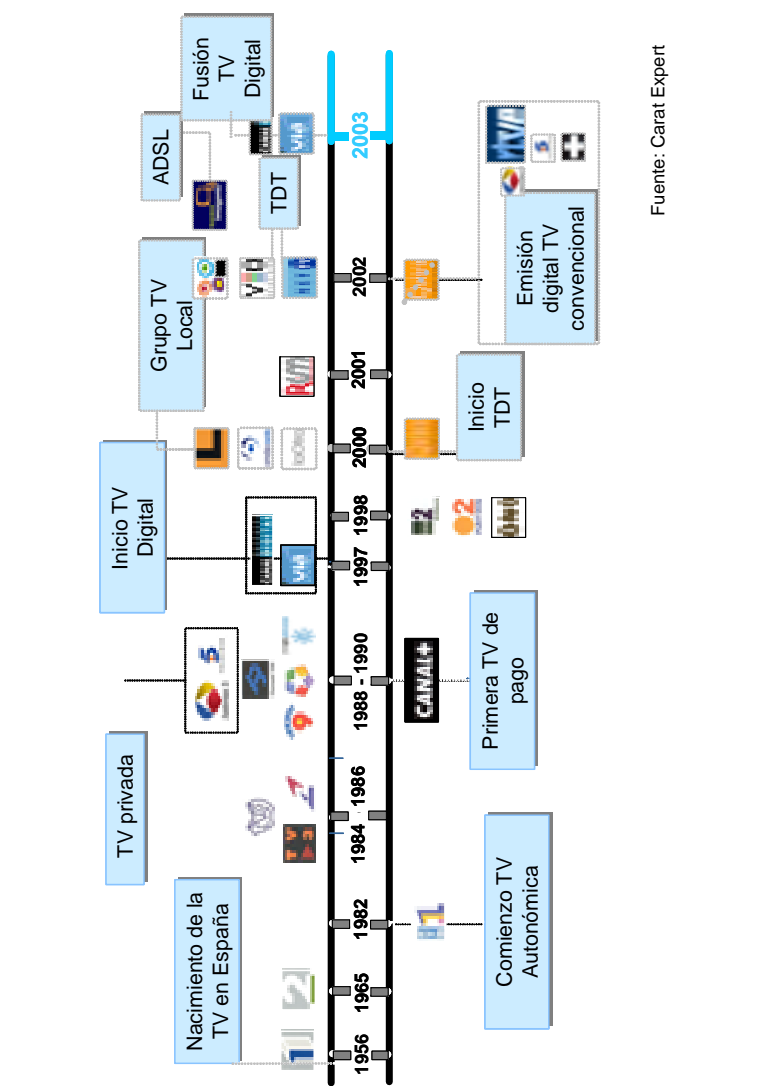 Nacimiento de la
TV en España
TV privada
Inicio TV
Digital
Grupo TV
Local
ADSL
Fusión
TV
Digital
TDT
1956
1965
1982
1984
1986
1988 - 1990
1997
1998
2000
2001
2002
2003
CANAL+
Comienzo TV
Autonómica
Primera TV de
pago
Inicio
TDT
Emisión
digital TV
convencional
Fuente: Carat Expert